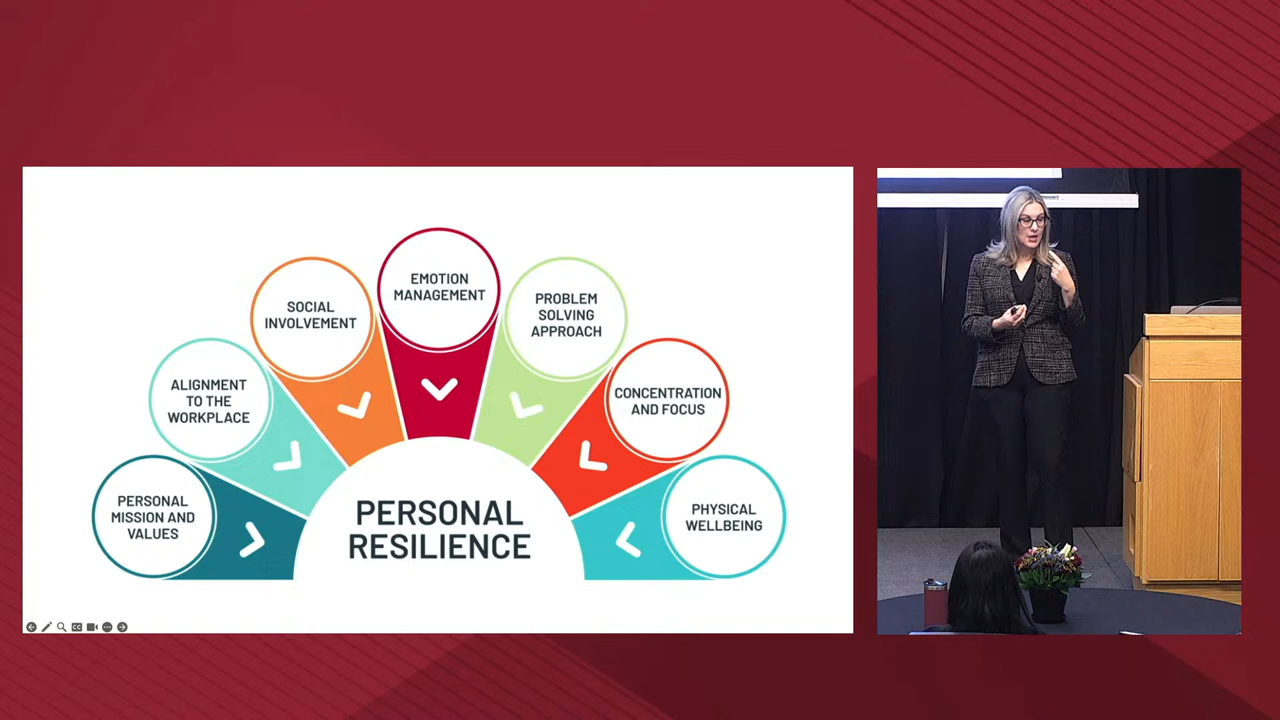 EMOTION
MANAGEMENT
SOCIAL
INVOLVEMENT
PROBLEM
SOLVING
APPROACH
ALIGNMENT
TO THE
WORKPLACE
CONCENTRATION
AND FOCUS
PERSONAL
MISSION AND
VALUES
PERSONAL
RESILIENCE
PHYSICAL
WELLBEING